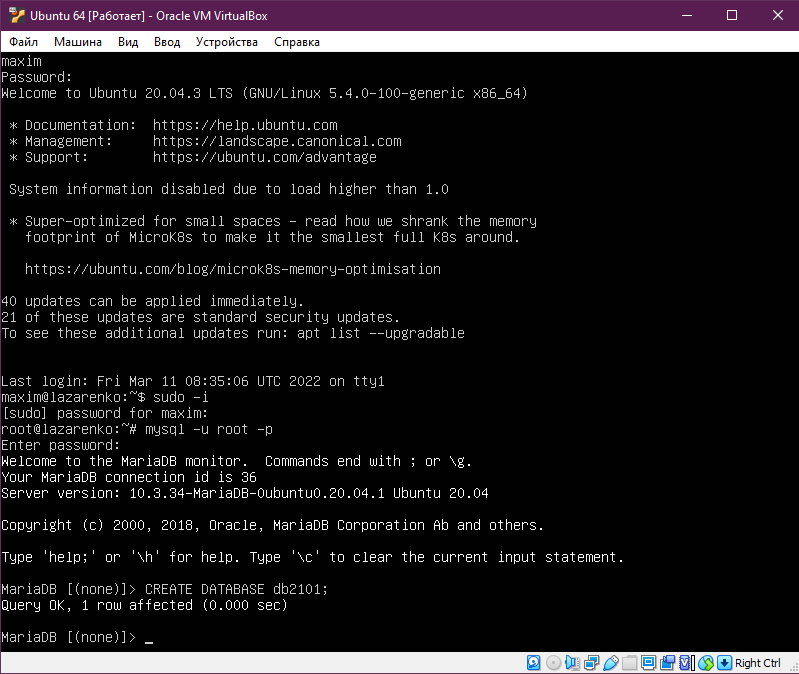 Ubuntu 64 [Работает] - Oracle VM VirtualBox
Файл Машина Вид Ввод Устройства Справка
maxim
Password:
Welcome to Ubuntu 20.04.3 LTS (GNU/Linux 5.4.0-100-generic x86_64)
* Documentation: https://help.ubuntu.com
* Management: https://landscape.canonical.com
* Support: https://ubuntu.com/advantage
System information disabled due to load higher than 1.0
* Super-optimized for small spaces - read how we shrank the memory
footprint of MicroK8s to make it the smallest full K8s around.
https://ubuntu.com/blog/microk8s-memory-optimisation
40 updates can be applied immediately.
21 of these updates are standard security updates.
To see these additional updates run: apt list --upgradable
Last login: Fri Mar 11 08:35:06 UTC 2022 on tty1
maxim@lazarenko:~$ sudo -i
[sudo] password for maxim:
root@lazarenko:~# mysql -u root -p
Enter password:
Welcome to the MariaDB monitor.  Commands end with ; or \g.
Your MariaDB connection id is 36
Server version: 10.3.34-MariaDB-0ubuntu0.20.04.1 Ubuntu 20.04
Copyright (c) 2000, 2018, Oracle, MariaDB Corporation Ab and others.
Type 'help;' or '\h' for help. Type '\c' to clear the current input statement.
MariaDB [(none)]> CREATE DATABASE db2101;
Query OK, 1 row affected (0.000 sec)
MariaDB [(none)]> _
Right Ctrl